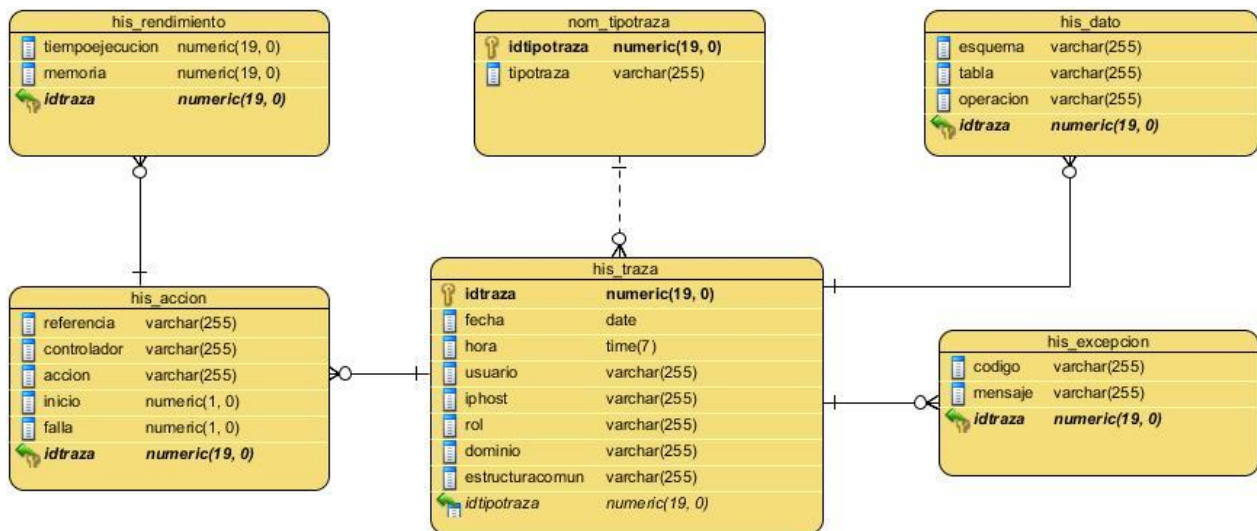 his_rendimiento
tiempoejecucion numeric(19, 0)
memoria numeric(19, 0)
idtraza numeric(19, 0)
nom_tipotraza
idtipotraza numeric(19, 0)
tipotraza varchar(255)
his_dato
esquema varchar(255)
tabla varchar(255)
operacion varchar(255)
idtraza numeric(19, 0)
his_accion
referencia varchar(255)
controlador varchar(255)
accion varchar(255)
inicio numeric(1, 0)
falla numeric(1, 0)
idtraza numeric(19, 0)
his_traza
idtraza numeric(19, 0)
fecha date
hora time(7)
usuario varchar(255)
iphost varchar(255)
rol varchar(255)
dominio varchar(255)
estructuracomun varchar(255)
idtipotraza numeric(19, 0)
his_excepcion
codigo varchar(255)
mensaje varchar(255)
idtraza numeric(19, 0)